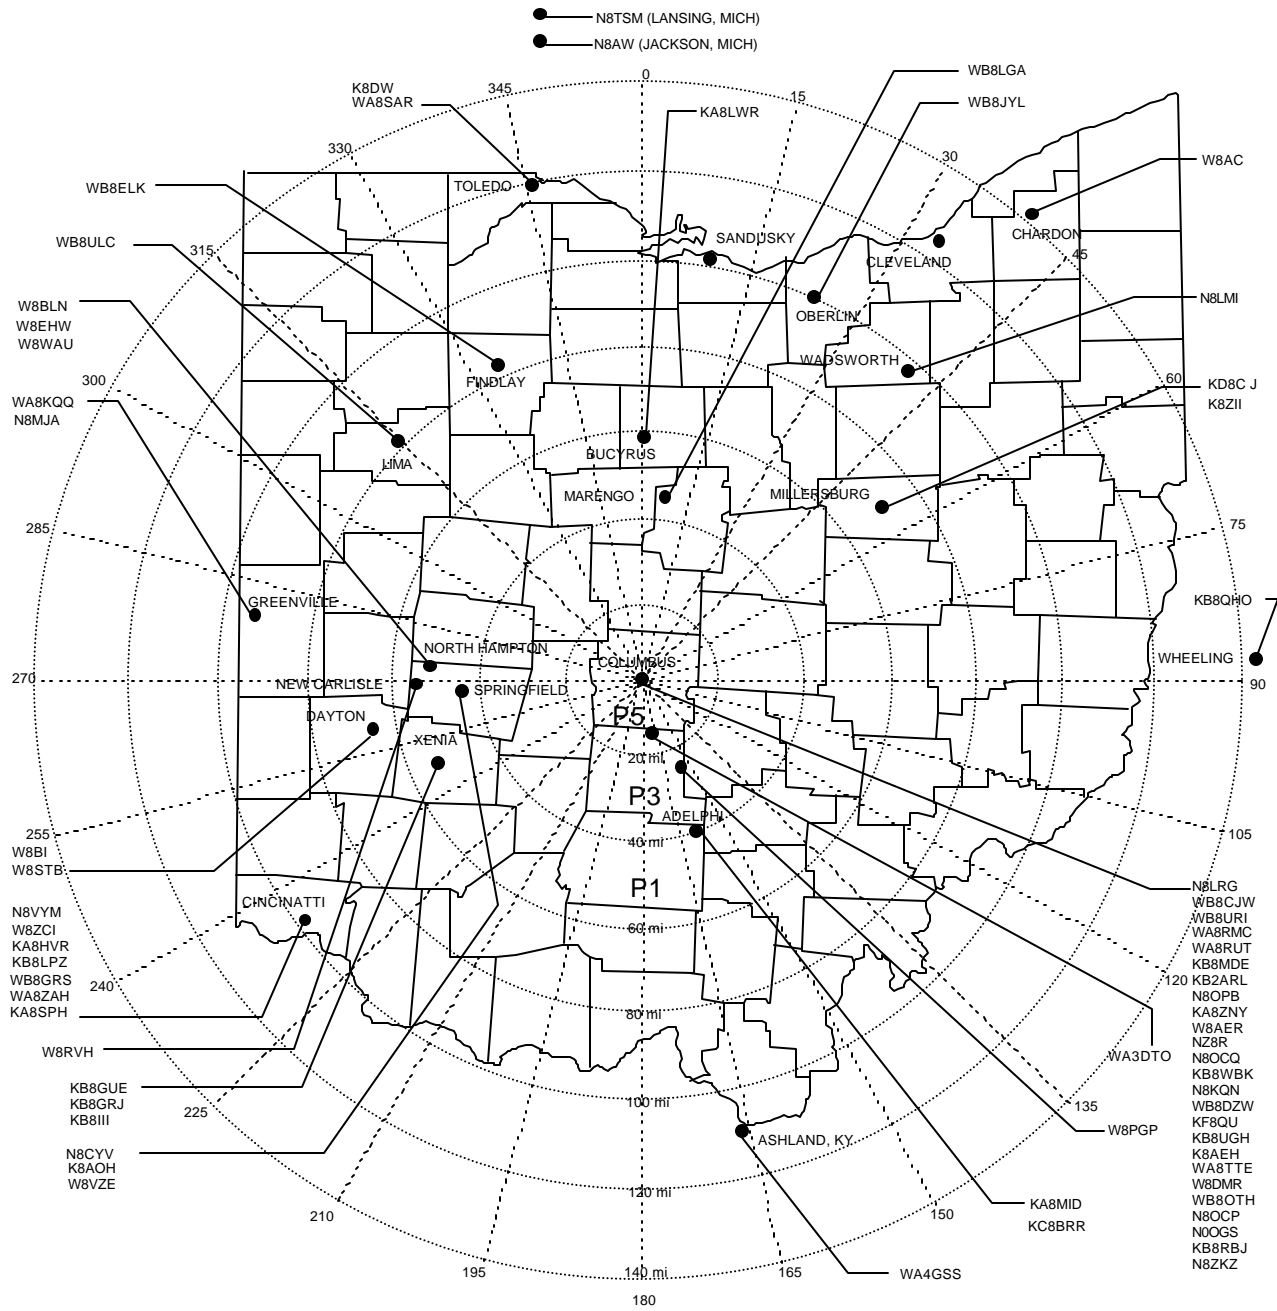 N8TSM (LANSING, MICH)
N8AW (JACKSON, MICH)
0
15
30
45
60
75
90
105
120
135
150
165
180
195
210
225
240
255
270
285
300
315
330
345
K8DW
WA8SAR
KA8LWR
WB8LGA
WB8JYL
W8AC
WB8ELK
WB8ULC
W8BLN
W8EHW
W8WAU
WA8KQQ
N8MJA
N8LMI
KD8C J
K8ZII
KB8QHO
TOLEDO
SANDUSKY
CLEVELAND
CHARDON
OBERLIN
WADSWORTH
FINDLAY
LIMA
BUCYRUS
MARENGO
MILLERSBURG
GREENVILLE
NORTH HAMPTON
COLUMBUS
WHEELING
NEW CARLISLE
SPRINGFIELD
DAYTON
XENIA
P5
20 mi
P3
ADELPHI
40 mi
P1
60 mi
80 mi
100 mi
120 mi
140 mi
CINCINATTI
ASHLAND, KY
W8BI
W8STB
N8VYM
W8ZCI
KA8HVR
KB8LPZ
WB8GRS
WA8ZAH
KA8SPH
W8RVH
KB8GUE
KB8GRJ
KB8III
N8CYV
K8AOH
W8VZE
WA3DTO
W8PGP
KA8MID
KC8BRR
WA4GSS
N8LRG
WB8CJW
WB8URI
WA8RMC
WA8RUT
KB8MDE
KB2ARL
N8OPB
KA8ZNY
W8AER
NZ8R
N8OCQ
KB8WBK
N8KQN
WB8DZW
KF8QU
KB8UGH
K8AEH
WA8TTE
W8DMR
WB8OTH
N8OCP
N0OGS
KB8RBJ
N8ZKZ